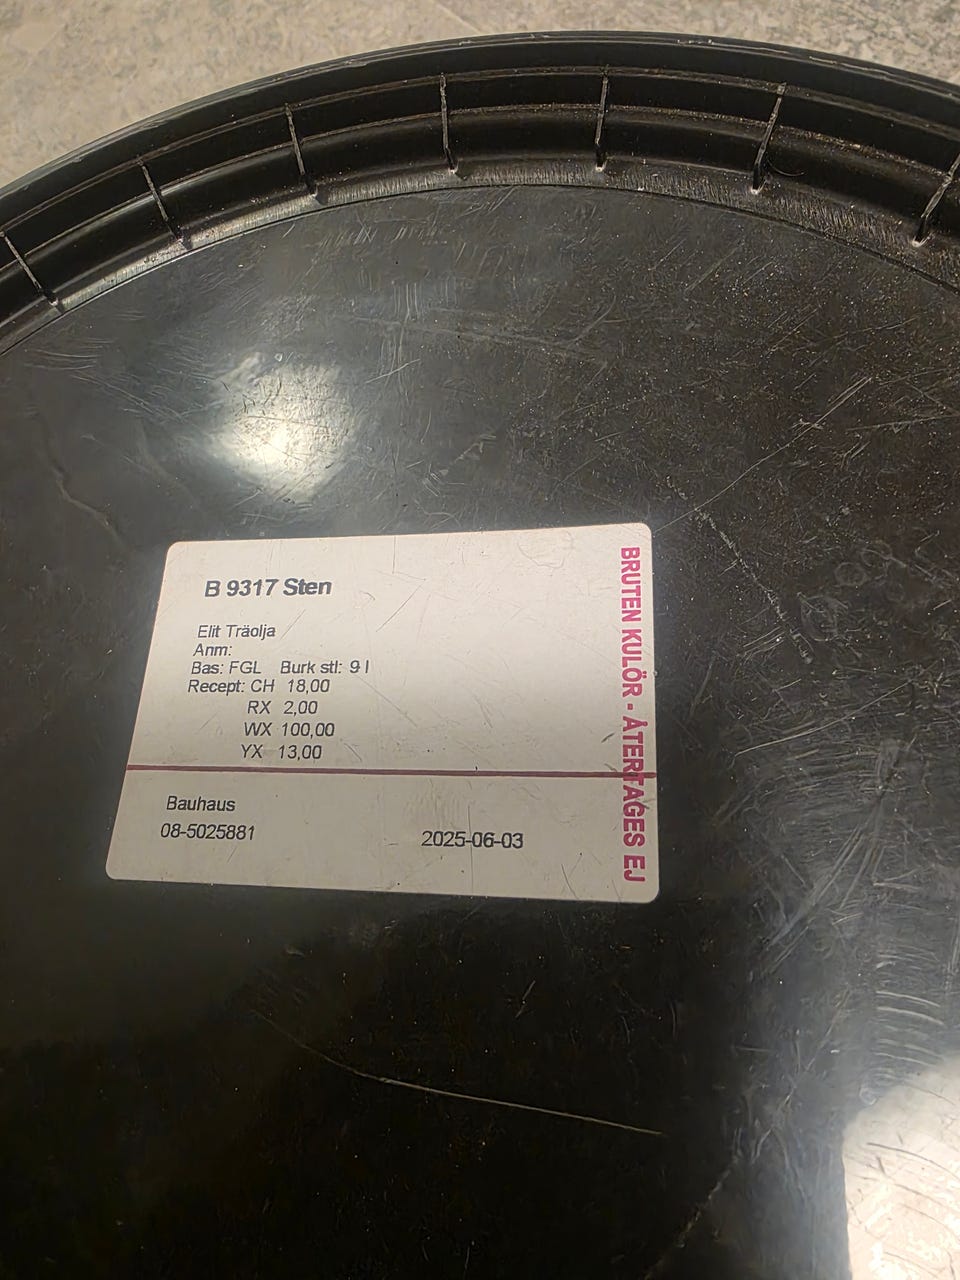 B 9317 Sten
Elit Träolja
Anm:
Bas: FGL Burk stl: 9 l
Recept: CH 18,00
RX 2,00
WX 100,00
YX 13,00
Bauhaus
08-5025881
2025-06-03
BRUTEN KULÖR - ÅTERTAGES EJ